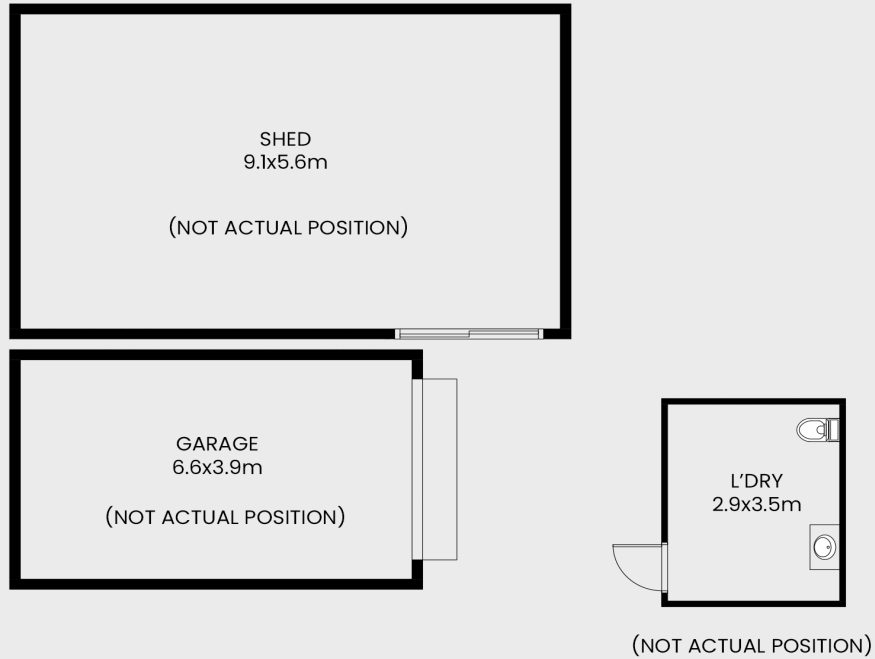 SHED
9.1x5.6m
(NOT ACTUAL POSITION)
GARAGE
6.6x3.9m
(NOT ACTUAL POSITION)
L'DRY
2.9x3.5m
(NOT ACTUAL POSITION)